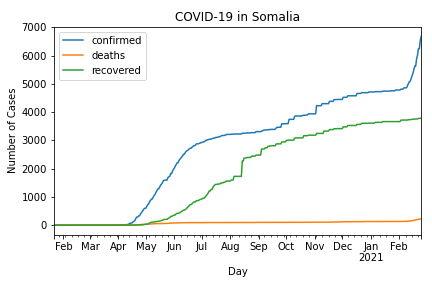 COVID-19 in Somalia
confirmed
deaths
recovered
Number of Cases
7000
6000
5000
4000
3000
2000
1000
0
Feb Mar Apr May Jun Jul Aug Sep Oct Nov Dec Jan Feb
2021
Day